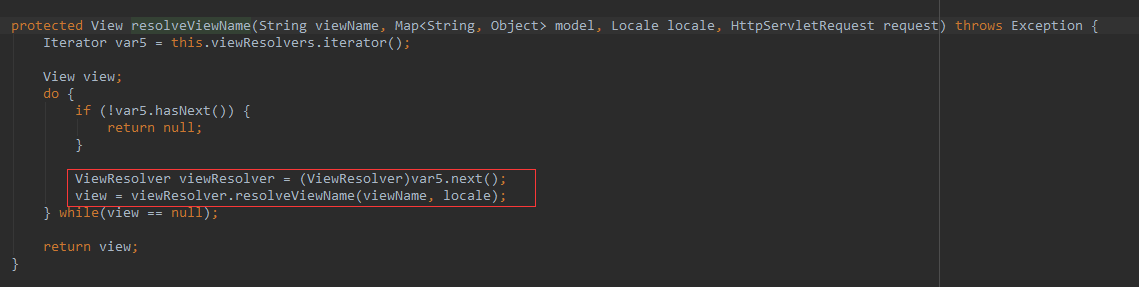 protected View resolveViewName(String viewName, Map<String, Object> model, Locale locale, HttpServletRequest request) throws Exception {
    Iterator var5 = this.viewResolvers.iterator();

    View view;
    do {
        if (!var5.hasNext()) {
            return null;
        }

        ViewResolver viewResolver = (ViewResolver)var5.next();
        view = viewResolver.resolveViewName(viewName, locale);
    } while(view == null);

    return view;
}